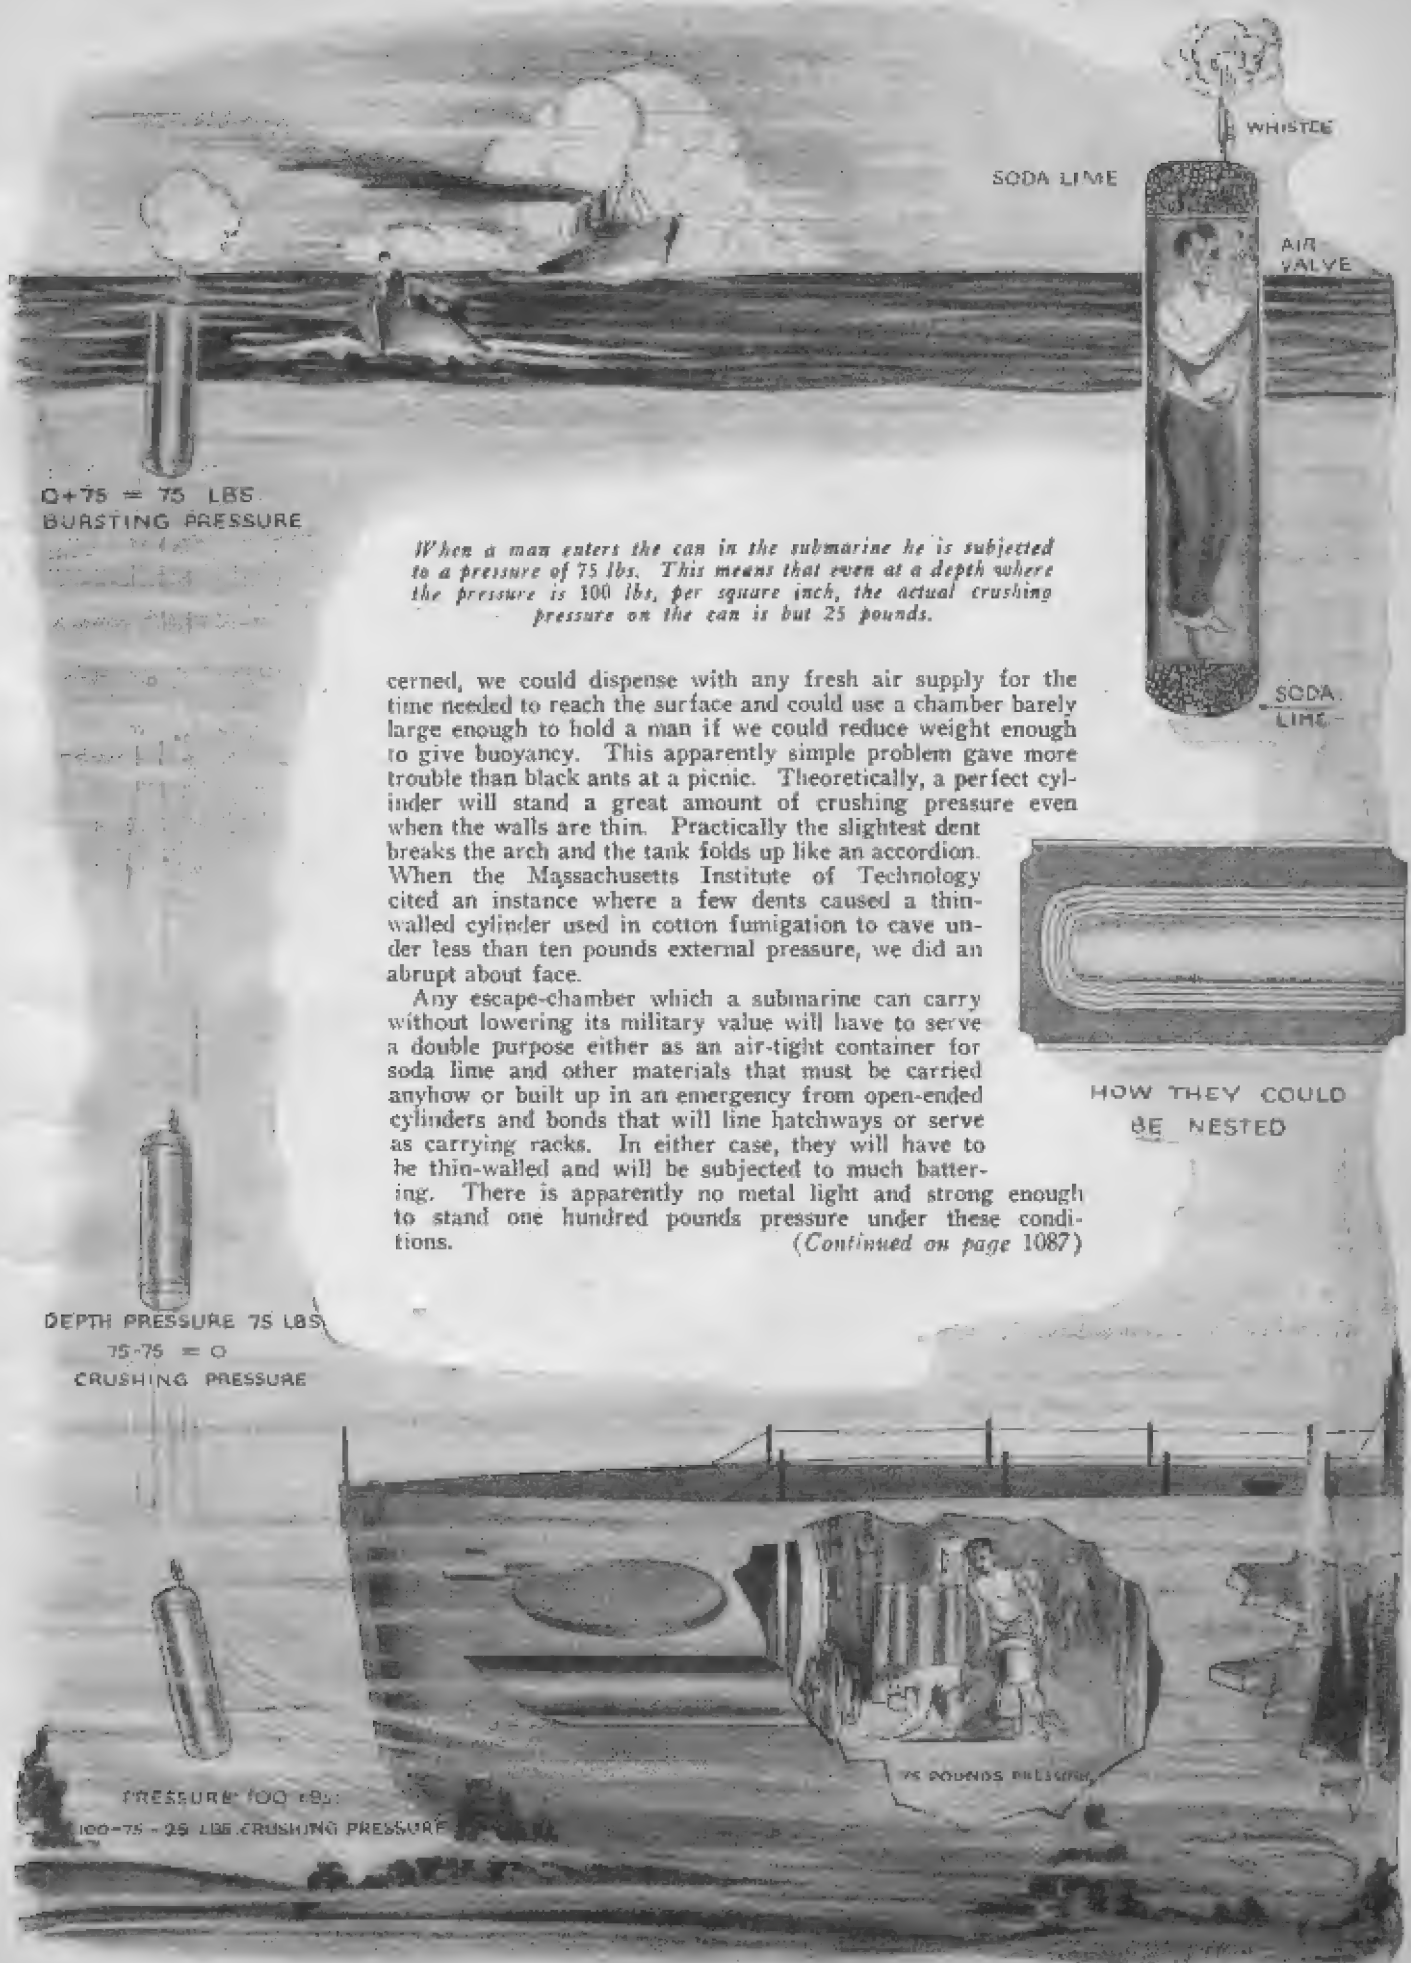 WHISTLE
SODA LIME
AIR
VALVE
0+75 = 75 LBS.
BURSTING PRESSURE
When a man enters the can in the submarine he is subjected
to a pressure of 75 lbs. This means that even at a depth where
the pressure is 100 lbs. per square inch, the actual crushing
pressure on the can is but 25 pounds.
SODA
LIME
cerned, we could dispense with any fresh air supply for the
time needed to reach the surface and could use a chamber barely
large enough to hold a man if we could reduce weight enough
to give buoyancy. This apparently simple problem gave more
trouble than black ants at a picnic. Theoretically, a perfect cyl-
inder will stand a great amount of crushing pressure even
when the walls are thin. Practically the slightest dent
breaks the arch and the tank folds up like an accordion.
When the Massachusetts Institute of Technology
cited an instance where a few dents caused a thin-
walled cylinder used in cotton fumigation to cave un-
der less than ten pounds external pressure, we did an
abrupt about face.
Any escape-chamber which a submarine can carry
without lowering its military value will have to serve
a double purpose either as an air-tight container for
soda lime and other materials that must be carried
anyhow or built up in an emergency from open-ended
cylinders and bonds that will line hatchways or serve
as carrying racks. In either case, they will have to
be thin-walled and will be subjected to much batter-
ing. There is apparently no metal light and strong enough
to stand one hundred pounds pressure under these condi-
tions. (Continued on page 1087)
HOW THEY COULD
BE NESTED
DEPTH PRESSURE 75 LBS
75-75 = 0
CRUSHING PRESSURE
75 POUNDS PRESSURE
PRESSURE 100 LBS.
100-75 = 25 LBS. CRUSHING PRESSURE